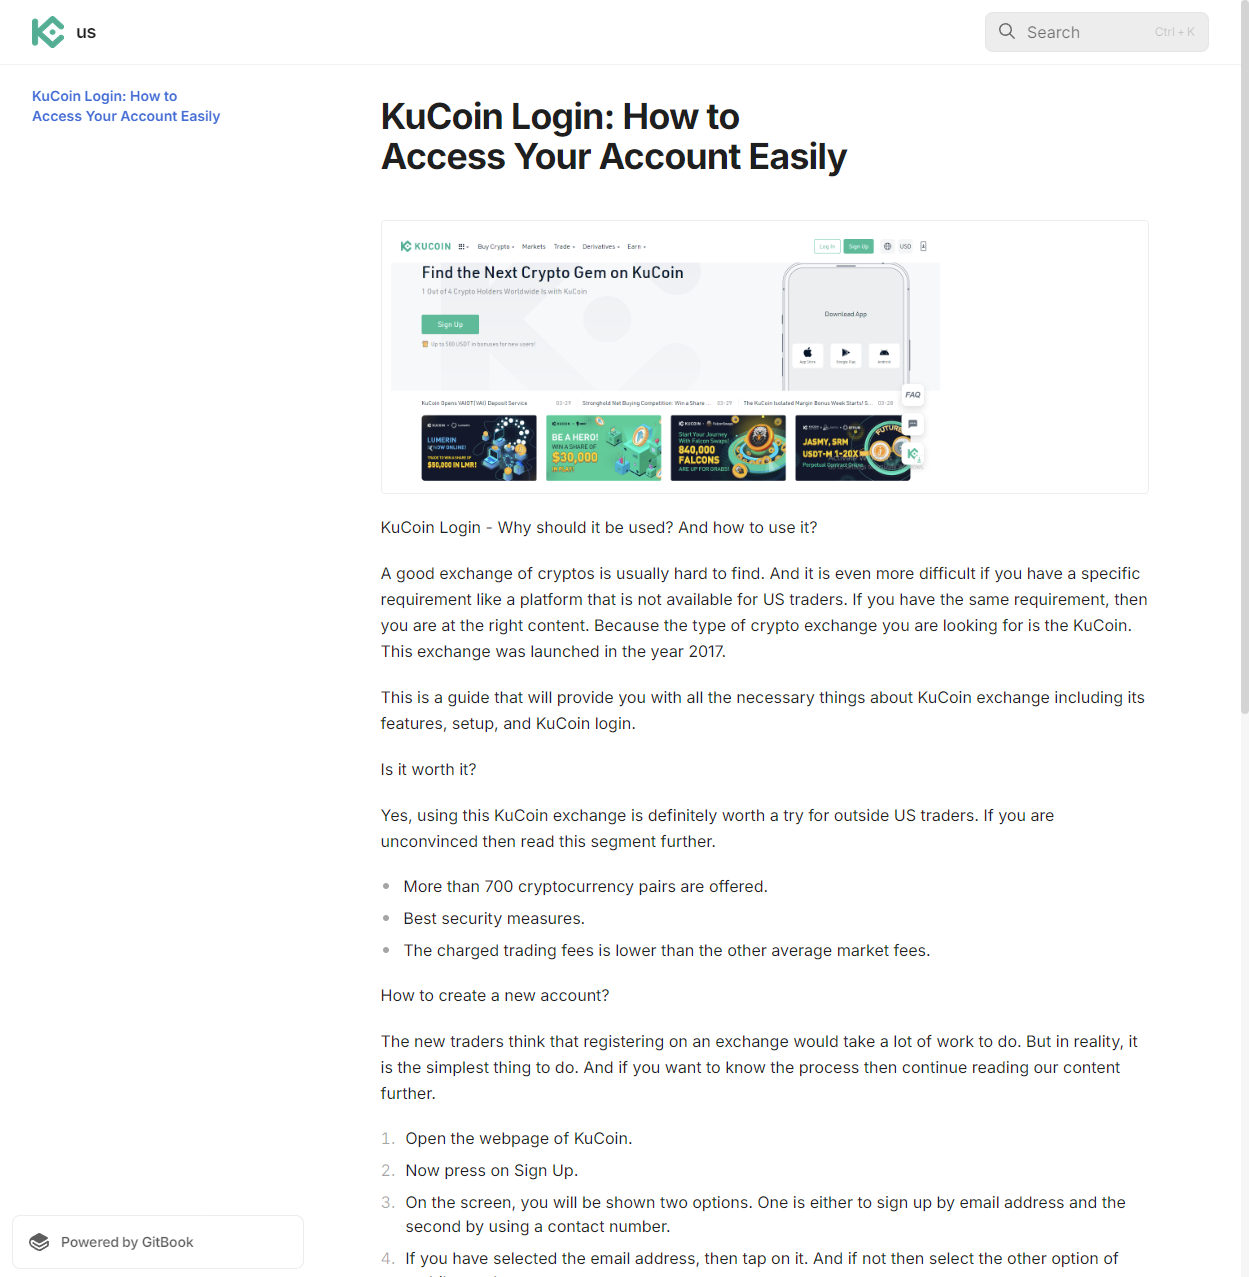 us
Search
Ctrl + K
KuCoin Login: How to
Access Your Account Easily
KuCoin Login: How to
Access Your Account Easily
KUCOIN
Buy Crypto
Markets
Trade
Derivatives
Earn
Log In
Sign Up
USD
Find the Next Crypto Gem on KuCoin
1 Out of 4 Crypto Holders Worldwide Is with KuCoin
Sign Up
Up to 500 USDT in bonuses for new users!
Download App
App Store
Google Play
Android
FAQ
KuCoin Opens VAIOT(VAI) Deposit Service
03-29
Stronghold Net Buying Competition: Win a Share ...
03-29
The KuCoin Isolated Margin Bonus Week Starts! S...
03-28
KUCOIN
LUMERIN
NOW ONLINE!
$50,000 IN LMR!
KUCOIN
BE A HERO!
WIN A SHARE OF
$30,000
KUCOIN
Start Your Journey
With Falcon Swaps!
840,000
FALCONS
ARE UP FOR GRABS!
KUCOIN
FUTURES
JASMY, SRM
USDT-M 1-20X
Perpetual Contract Online
KuCoin Login - Why should it be used? And how to use it?
A good exchange of cryptos is usually hard to find. And it is even more difficult if you have a specific
requirement like a platform that is not available for US traders. If you have the same requirement, then
you are at the right content. Because the type of crypto exchange you are looking for is the KuCoin.
This exchange was launched in the year 2017.
This is a guide that will provide you with all the necessary things about KuCoin exchange including its
features, setup, and KuCoin login.
Is it worth it?
Yes, using this KuCoin exchange is definitely worth a try for outside US traders. If you are
unconvinced then read this segment further.
More than 700 cryptocurrency pairs are offered.
Best security measures.
The charged trading fees is lower than the other average market fees.
How to create a new account?
The new traders think that registering on an exchange would take a lot of work to do. But in reality, it
is the simplest thing to do. And if you want to know the process then continue reading our content
further.
1. Open the webpage of KuCoin.
2. Now press on Sign Up.
3. On the screen, you will be shown two options. One is either to sign up by email address and the
second by using a contact number.
4. If you have selected the email address, then tap on it. And if not then select the other option of
Powered by GitBook